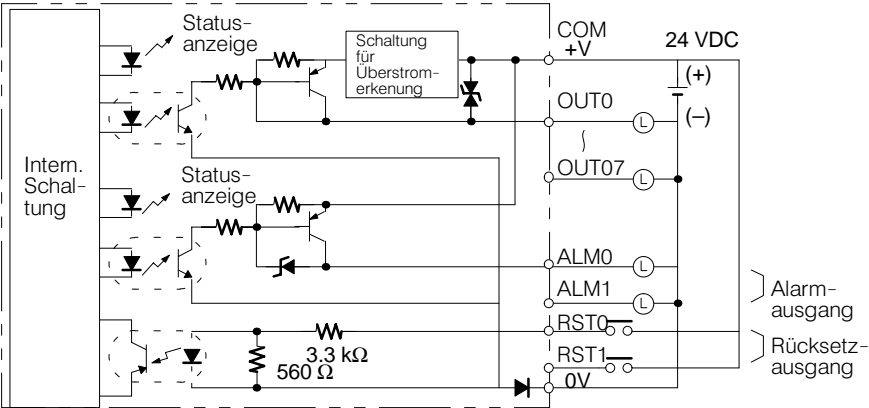 Status-
anzeige
Schaltung
für
Überstrom-
erkenung
COM
+V
24 VDC
(+)
(–)
OUT0
L
OUT07
L
Intern.
Schal-
tung
Status-
anzeige
ALM0
L
ALM1
L
Alarm-
ausgang
RST0
3.3 kΩ
560 Ω
RST1
Rücksetz-
ausgang
0V